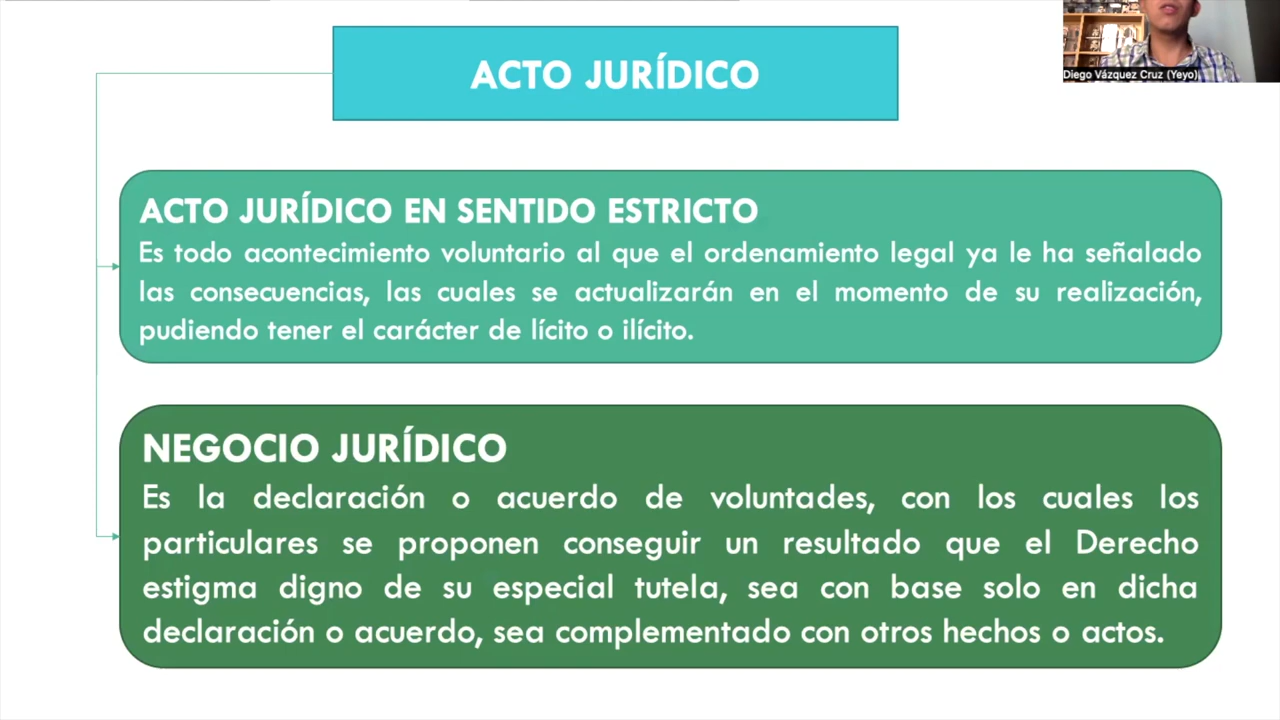 ACTO JURÍDICO
Diego Vázquez Cruz (Yeyo)
ACTO JURÍDICO EN SENTIDO ESTRICTO
Es todo acontecimiento voluntario al que el ordenamiento legal ya le ha señalado
las consecuencias, las cuales se actualizarán en el momento de su realización,
pudiendo tener el carácter de lícito o ilícito.
NEGOCIO JURÍDICO
Es la declaración o acuerdo de voluntades, con los cuales los
particulares se proponen conseguir un resultado que el Derecho
estigma digno de su especial tutela, sea con base solo en dicha
declaración o acuerdo, sea complementado con otros hechos o actos.